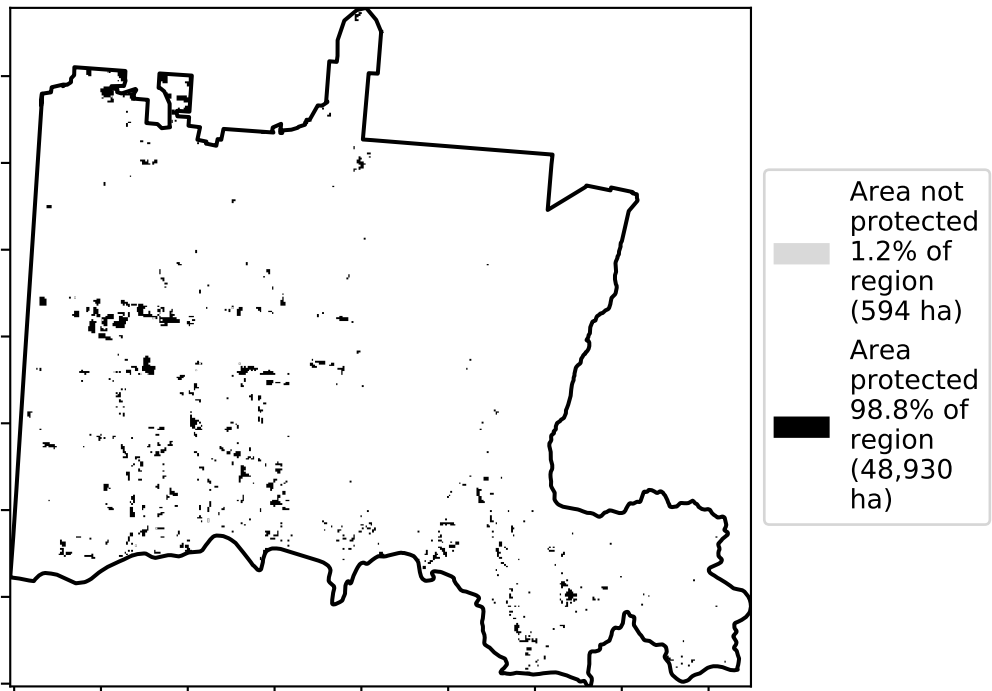 Area not
protected
1.2% of
region
(594 ha)
Area
protected
98.8% of
region
(48,930
ha)